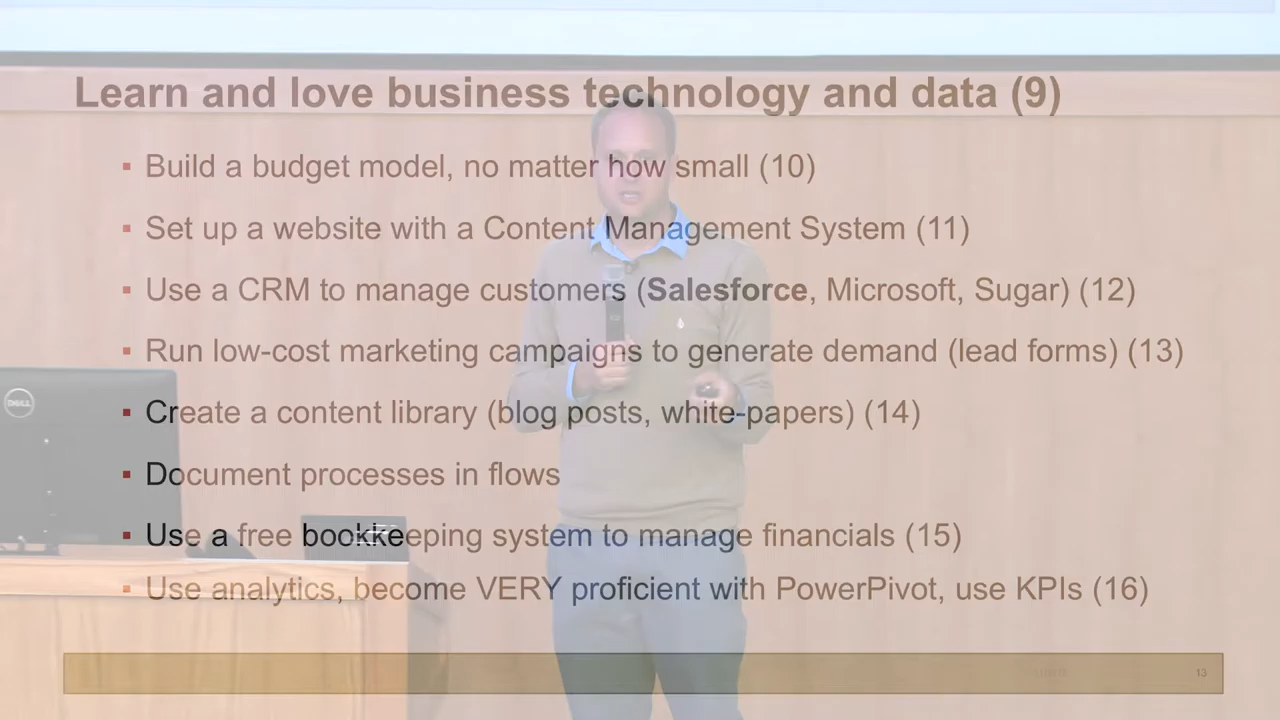 Learn and love business technology and data (9)
▪ Build a budget model, no matter how small (10)
▪ Set up a website with a Content Management System (11)
▪ Use a CRM to manage customers (Salesforce, Microsoft, Sugar) (12)
▪ Run low-cost marketing campaigns to generate demand (lead forms) (13)
▪ Create a content library (blog posts, white-papers) (14)
DELL
▪ Document processes in flows
▪ Use a free bookkeeping system to manage financials (15)
▪ Use analytics, become VERY proficient with PowerPivot, use KPIs (16)
13